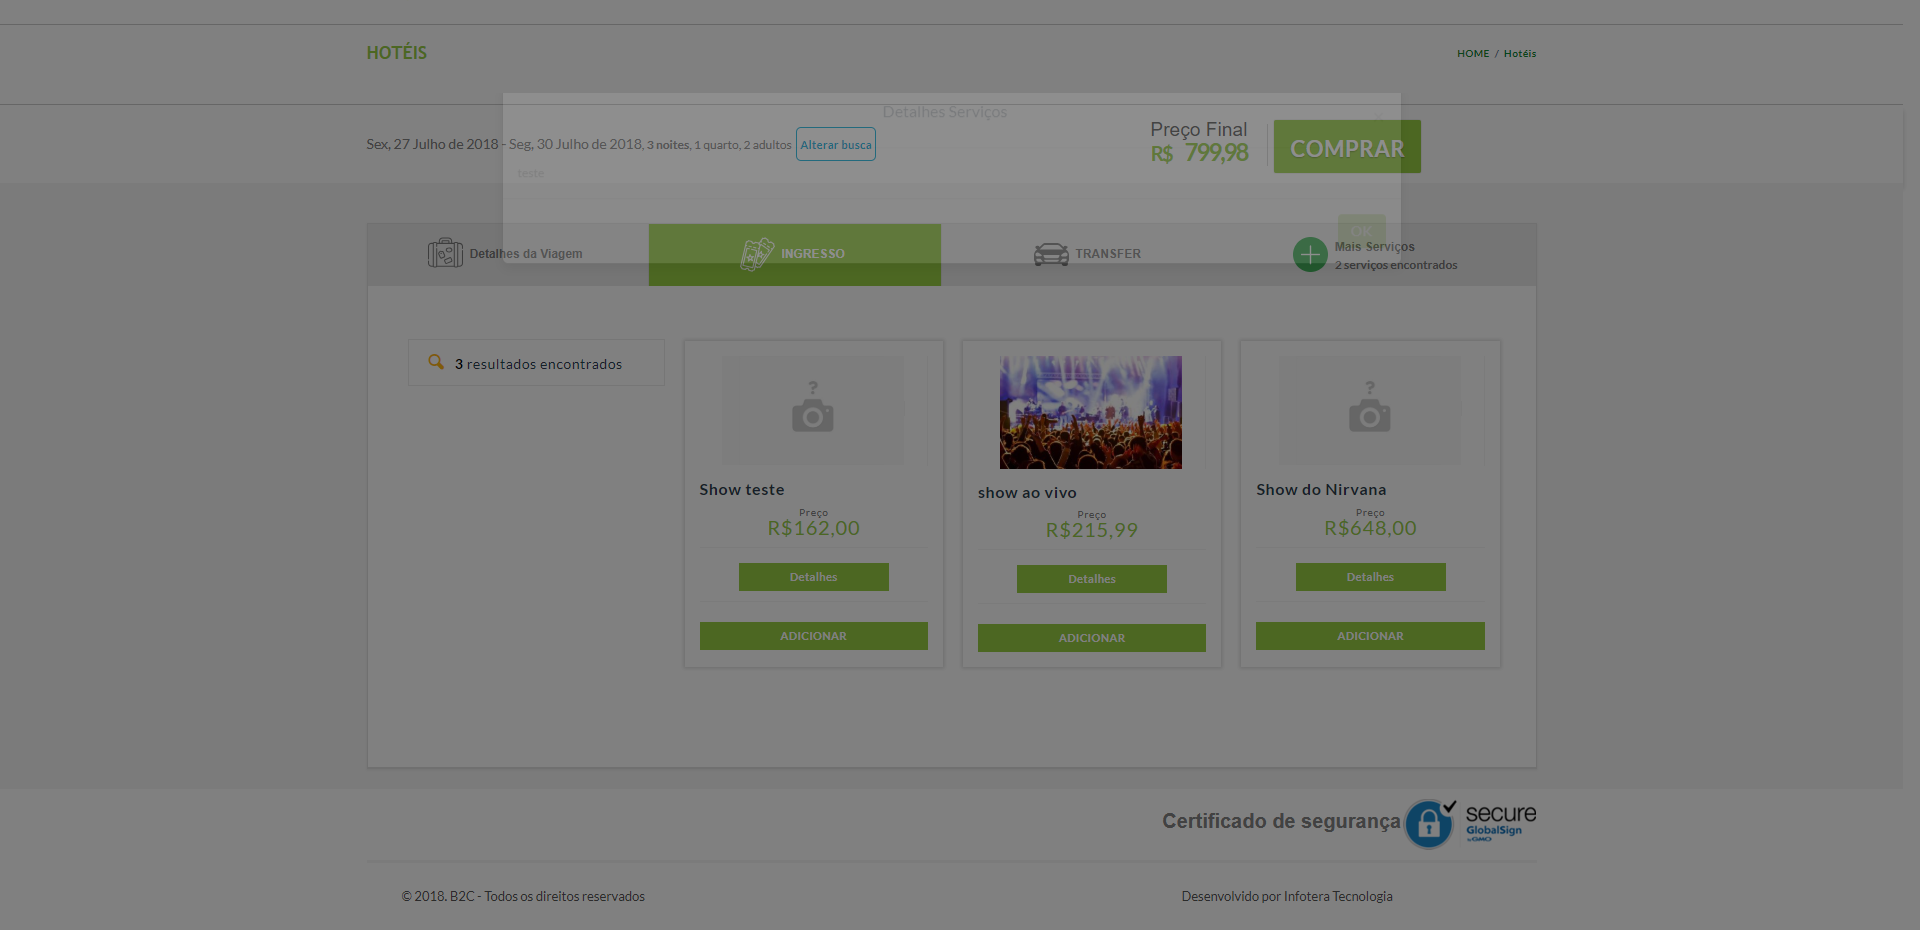 HOTÉIS
HOME / Hotéis
Detalhes Serviços
Sex, 27 Julho de 2018 - Seg, 30 Julho de 2018, 3 noites, 1 quarto, 2 adultos
Alterar busca
Preço Final
R$ 799,98
COMPRAR
teste
OK
Detalhes da Viagem
INGRESSO
TRANSFER
Mais Serviços
2 serviços encontrados
3 resultados encontrados
?
Show teste
Preço
R$162,00
Detalhes
ADICIONAR
show ao vivo
Preço
R$215,99
Detalhes
ADICIONAR
?
Show do Nirvana
Preço
R$648,00
Detalhes
ADICIONAR
Certificado de segurança
secure
GlobalSign
by GMO
© 2018. B2C - Todos os direitos reservados
Desenvolvido por Infotera Tecnologia